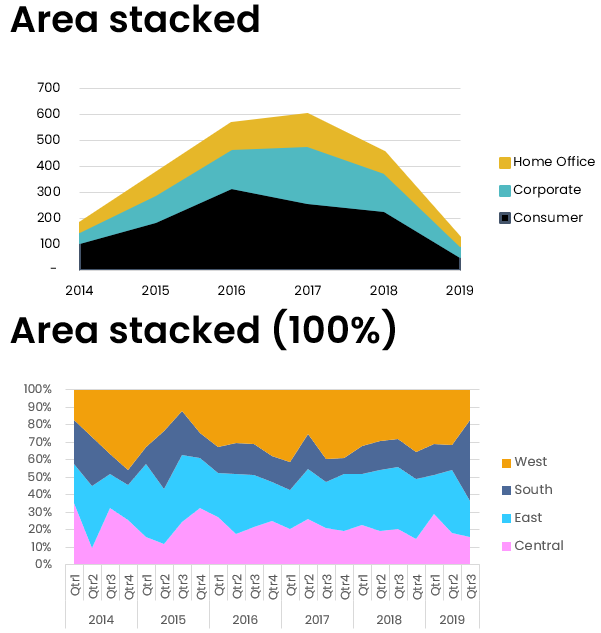 Area stacked
700
600
500
400
300
200
100
–
2014 2015 2016 2017 2018 2019
Home Office
Corporate
Consumer
Area stacked (100%)
100%
90%
80%
70%
60%
50%
40%
30%
20%
10%
0%
Qtr1 Qtr2 Qtr3 Qtr4 Qtr1 Qtr2 Qtr3 Qtr4 Qtr1 Qtr2 Qtr3 Qtr4 Qtr1 Qtr2 Qtr3 Qtr4 Qtr1 Qtr2 Qtr3 Qtr4 Qtr1 Qtr2 Qtr3
2014 2015 2016 2017 2018 2019
West
South
East
Central